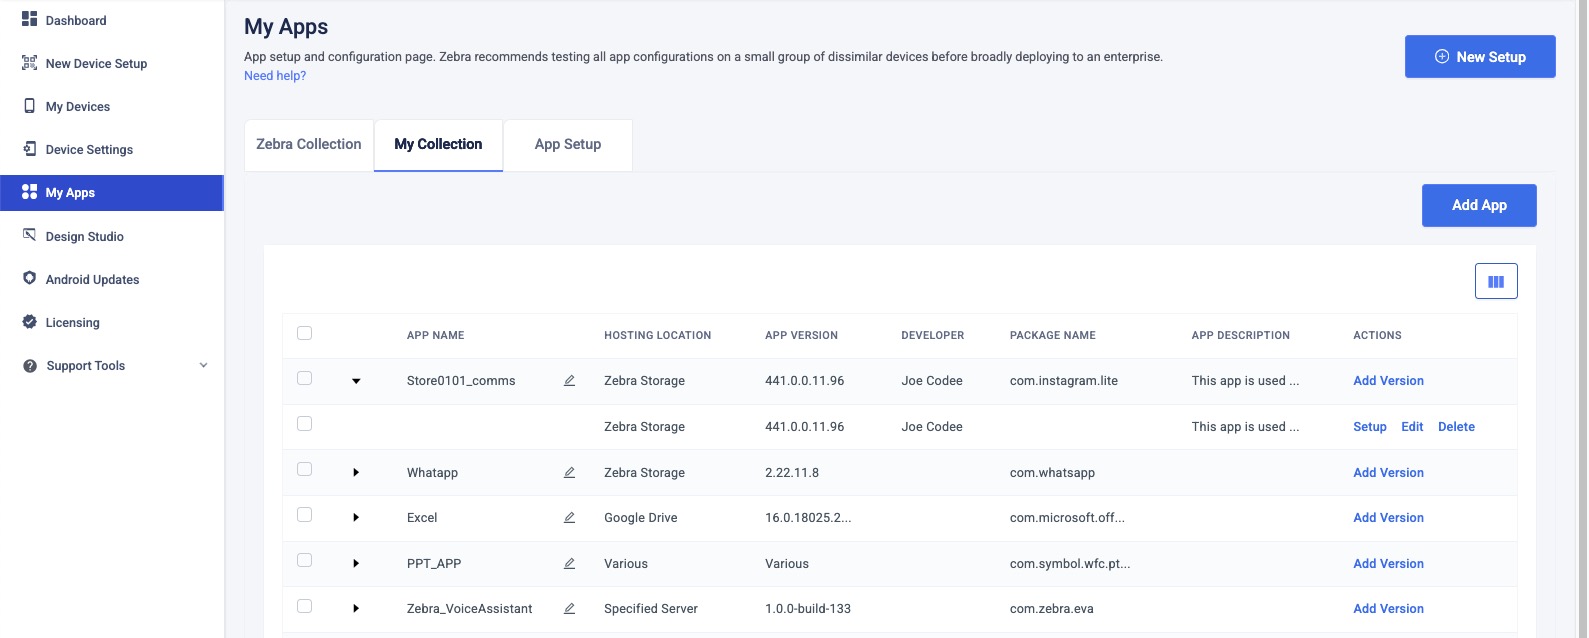 Dashboard
New Device Setup
My Devices
Device Settings
My Apps
Design Studio
Android Updates
Licensing
Support Tools
My Apps
App setup and configuration page. Zebra recommends testing all app configurations on a small group of dissimilar devices before broadly deploying to an enterprise.
Need help?
New Setup
Zebra Collection My Collection App Setup
Add App
APP NAME HOSTING LOCATION APP VERSION DEVELOPER PACKAGE NAME APP DESCRIPTION ACTIONS
Store0101_comms Zebra Storage 441.0.0.11.96 Joe Codee com.instagram.lite This app is used ... Add Version
Zebra Storage 441.0.0.11.96 Joe Codee This app is used ... Setup Edit Delete
Whatapp Zebra Storage 2.22.11.8 com.whatsapp Add Version
Excel Google Drive 16.0.18025.2... com.microsoft.off... Add Version
PPT_APP Various Various com.symbol.wfc.pt... Add Version
Zebra_VoiceAssistant Specified Server 1.0.0-build-133 com.zebra.eva Add Version